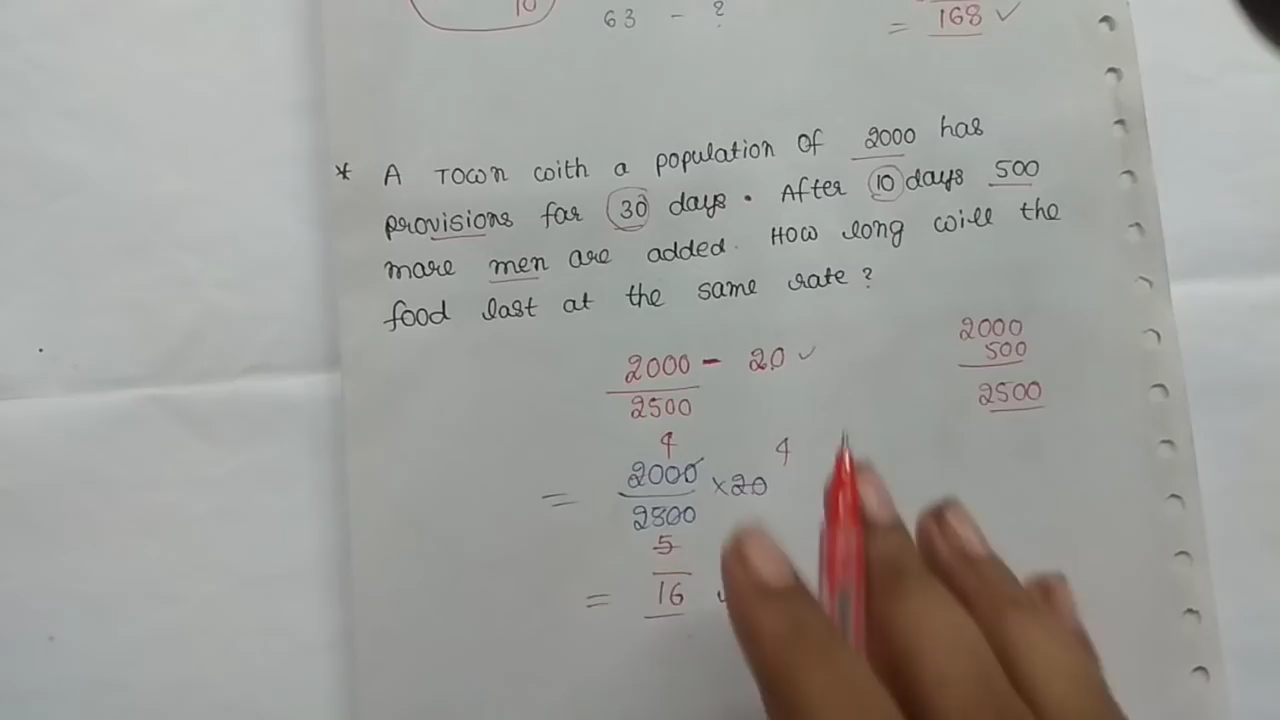 10
63 - ?
= 168 ✓
* A Town with a population of 2000 has
provisions for 30 days. After 10 days 500
more men are added. How long will the
food last at the same rate?
2000 - 20 ✓
2500
2000
500
2500
4
= 2000 × 20 4
2500
5
= 16